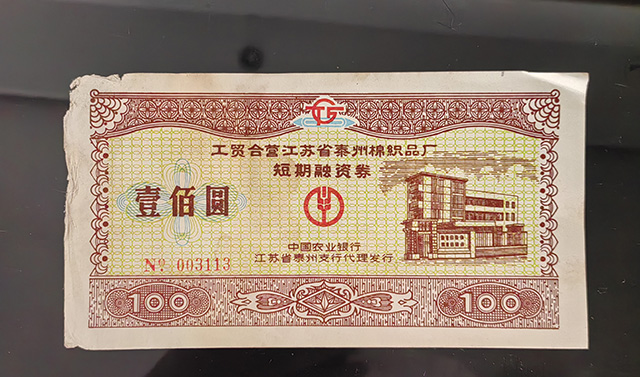 工贸合营江苏省泰州棉织品厂
短期融资券
壹佰圆
中国农业银行
江苏省泰州支行代理发行
Nº. 003113
100
100